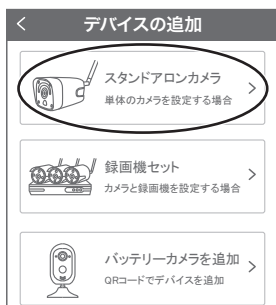 デバイスの追加
スタンドアロンカメラ
単体のカメラを設定する場合
録画機セット
カメラと録画機を設定する場合
バッテリーカメラを追加
QRコードでデバイスを追加